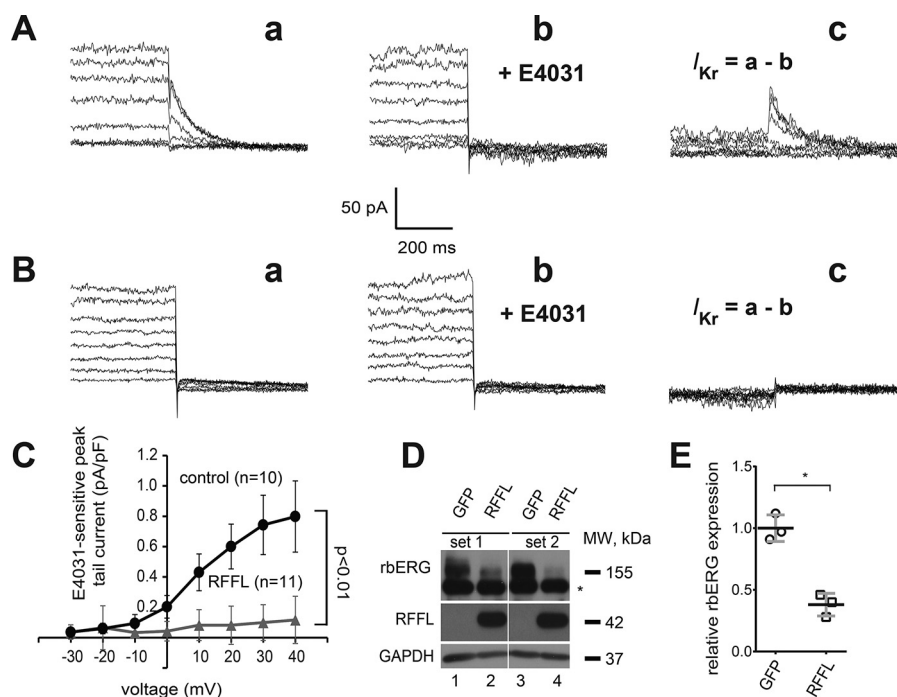 A
a
b
c
+ E4031
I Kr = a - b
50 pA
200 ms
B
a
b
c
+ E4031
I Kr = a - b
C
E4031-sensitive peak
tail current (pA/pF)
1.2
1.0
0.8
0.6
0.4
0.2
control (n=10)
RFFL (n=11)
p<0.01
-30 -20 -10 10 20 30 40
voltage (mV)
D
GFP RFFL GFP RFFL
set 1 set 2 MW, kDa
rbERG 155
*
RFFL 42
GAPDH 37
1 2 3 4
E
relative rbERG expression
1.5
1.0
0.5
0.0
*
GFP RFFL